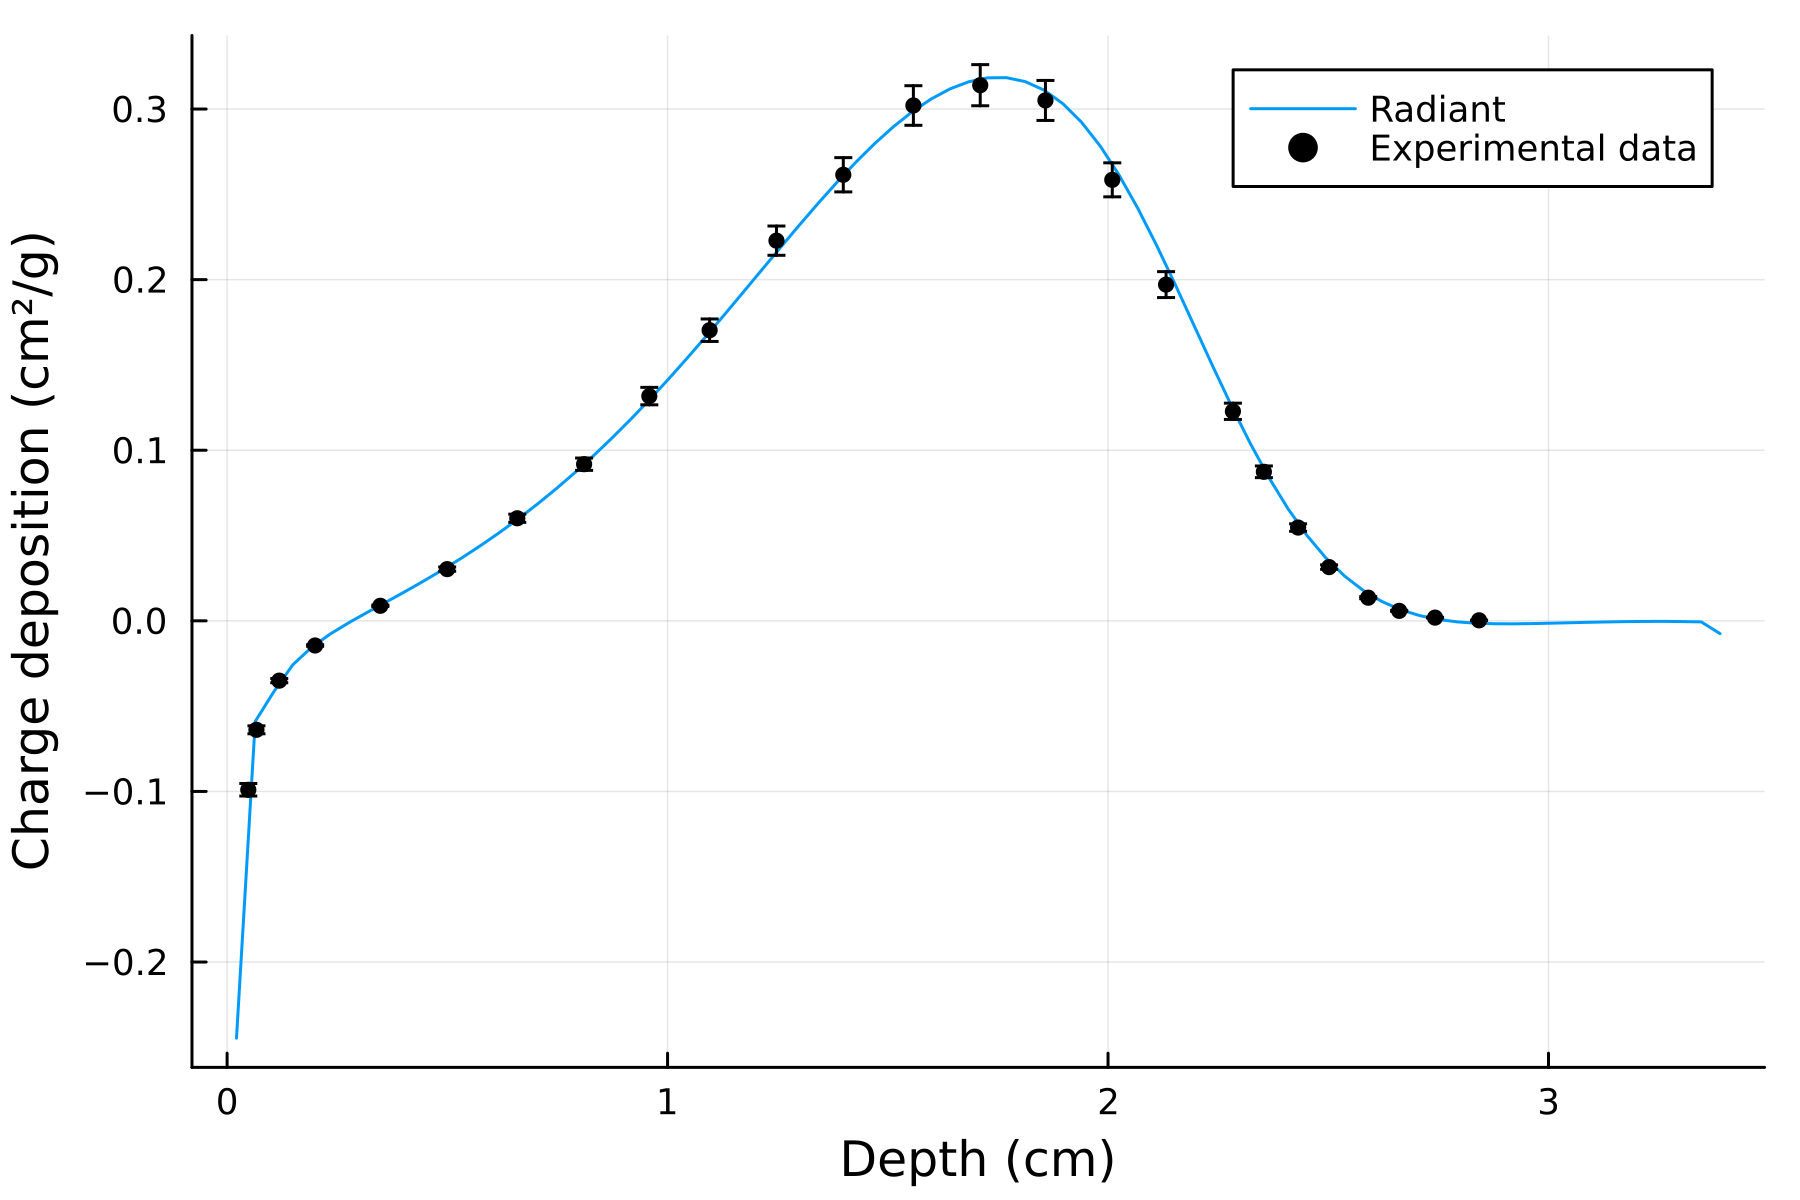 Charge deposition (cm²/g)
0.3
0.2
0.1
0.0
−0.1
−0.2
Radiant
Experimental data
0 1 2 3
Depth (cm)